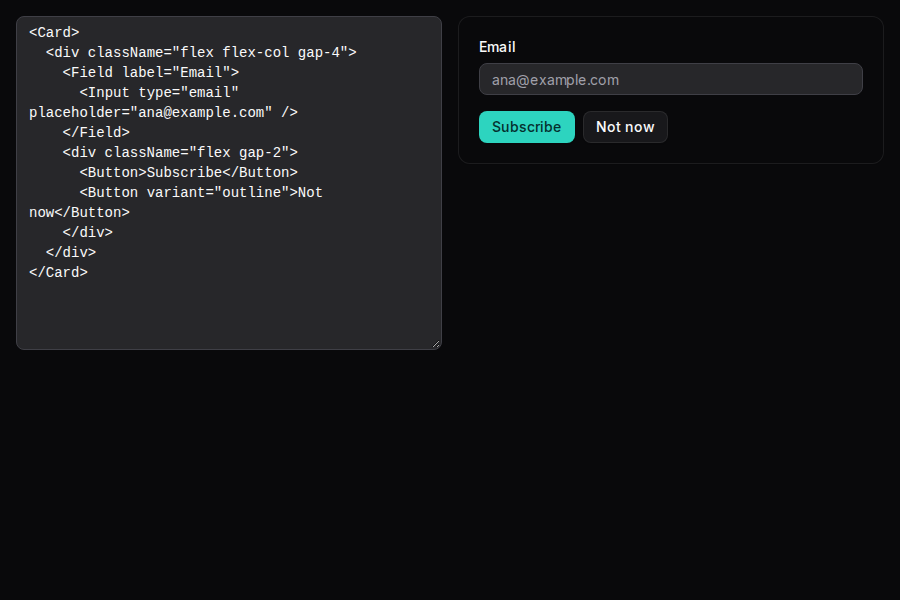 <Card>
  <div className="flex flex-col gap-4">
    <Field label="Email">
      <Input type="email"
placeholder="ana@example.com" />
    </Field>
    <div className="flex gap-2">
      <Button>Subscribe</Button>
      <Button variant="outline">Not
now</Button>
    </div>
  </div>
</Card>
Email
ana@example.com
Subscribe Not now